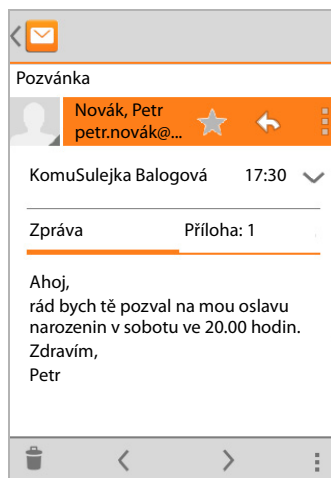 Pozvánka
Novák, Petr
petr.novák@...
KomuSulejka Balogová 17:30
Zpráva Příloha: 1
Ahoj,
rád bych tě pozval na mou oslavu
narozenin v sobotu ve 20.00 hodin.
Zdravím,
Petr